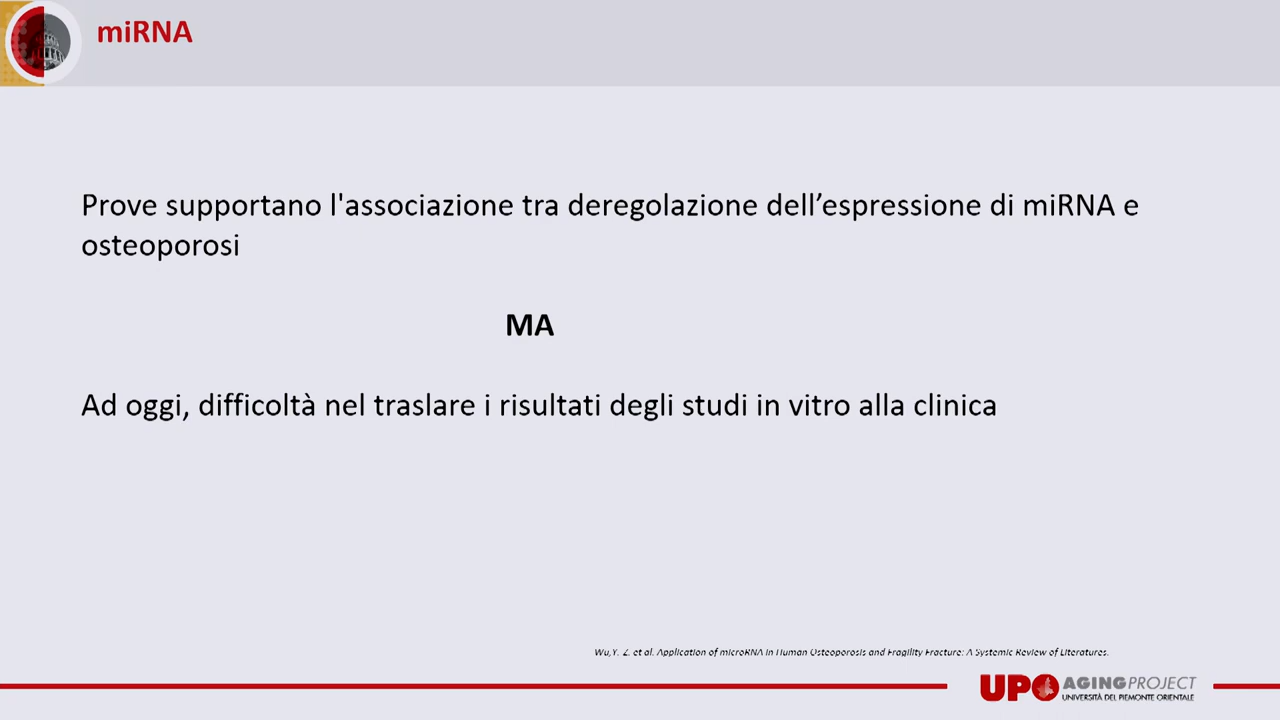 miRNA
Prove supportano l'associazione tra deregolazione dell’espressione di miRNA e
osteoporosi
MA
Ad oggi, difficoltà nel traslare i risultati degli studi in vitro alla clinica
Wu,Y. Z. et al. Application of microRNA in Human Osteoporosis and Fragility Fracture: A Systemic Review of Literatures.
UPO AGINGPROJECT
UNIVERSITÀ DEL PIEMONTE ORIENTALE